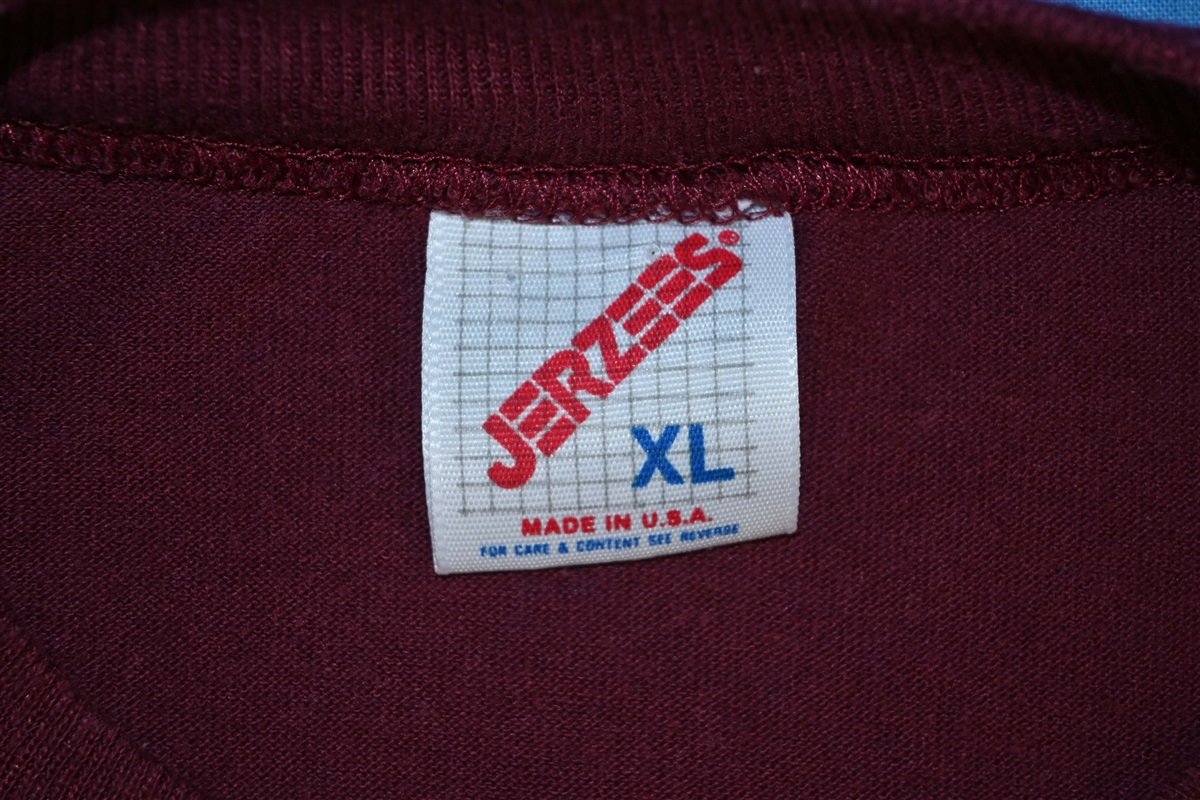 JERZEES
XL
MADE IN U.S.A.
FOR CARE & CONTENT SEE REVERSE